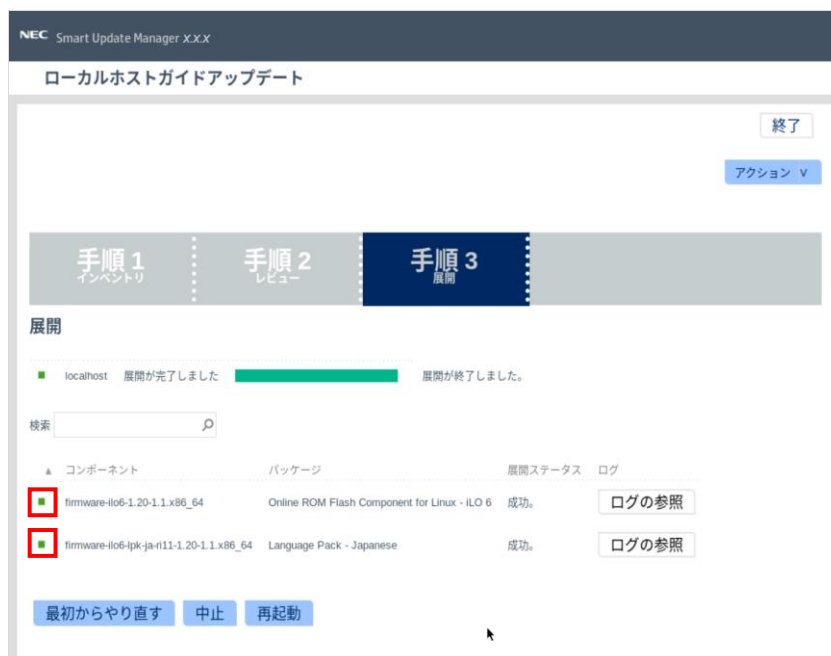 NEC Smart Update Manager X.X.X
ローカルホストガイドアップデート
終了
アクション ∨
手順 1 手順 2 手順 3
インベントリ レビュー 展開
展開
localhost 展開が完了しました 展開が終了しました。
検索
▲ コンポーネント パッケージ 展開ステータス ログ
firmware-ilo6-1.20-1.1.x86_64 Online ROM Flash Component for Linux - iLO 6 成功。 ログの参照
firmware-ilo6-lpk-ja-ri11-1.20-1.1.x86_64 Language Pack - Japanese 成功。 ログの参照
最初からやり直す 中止 再起動